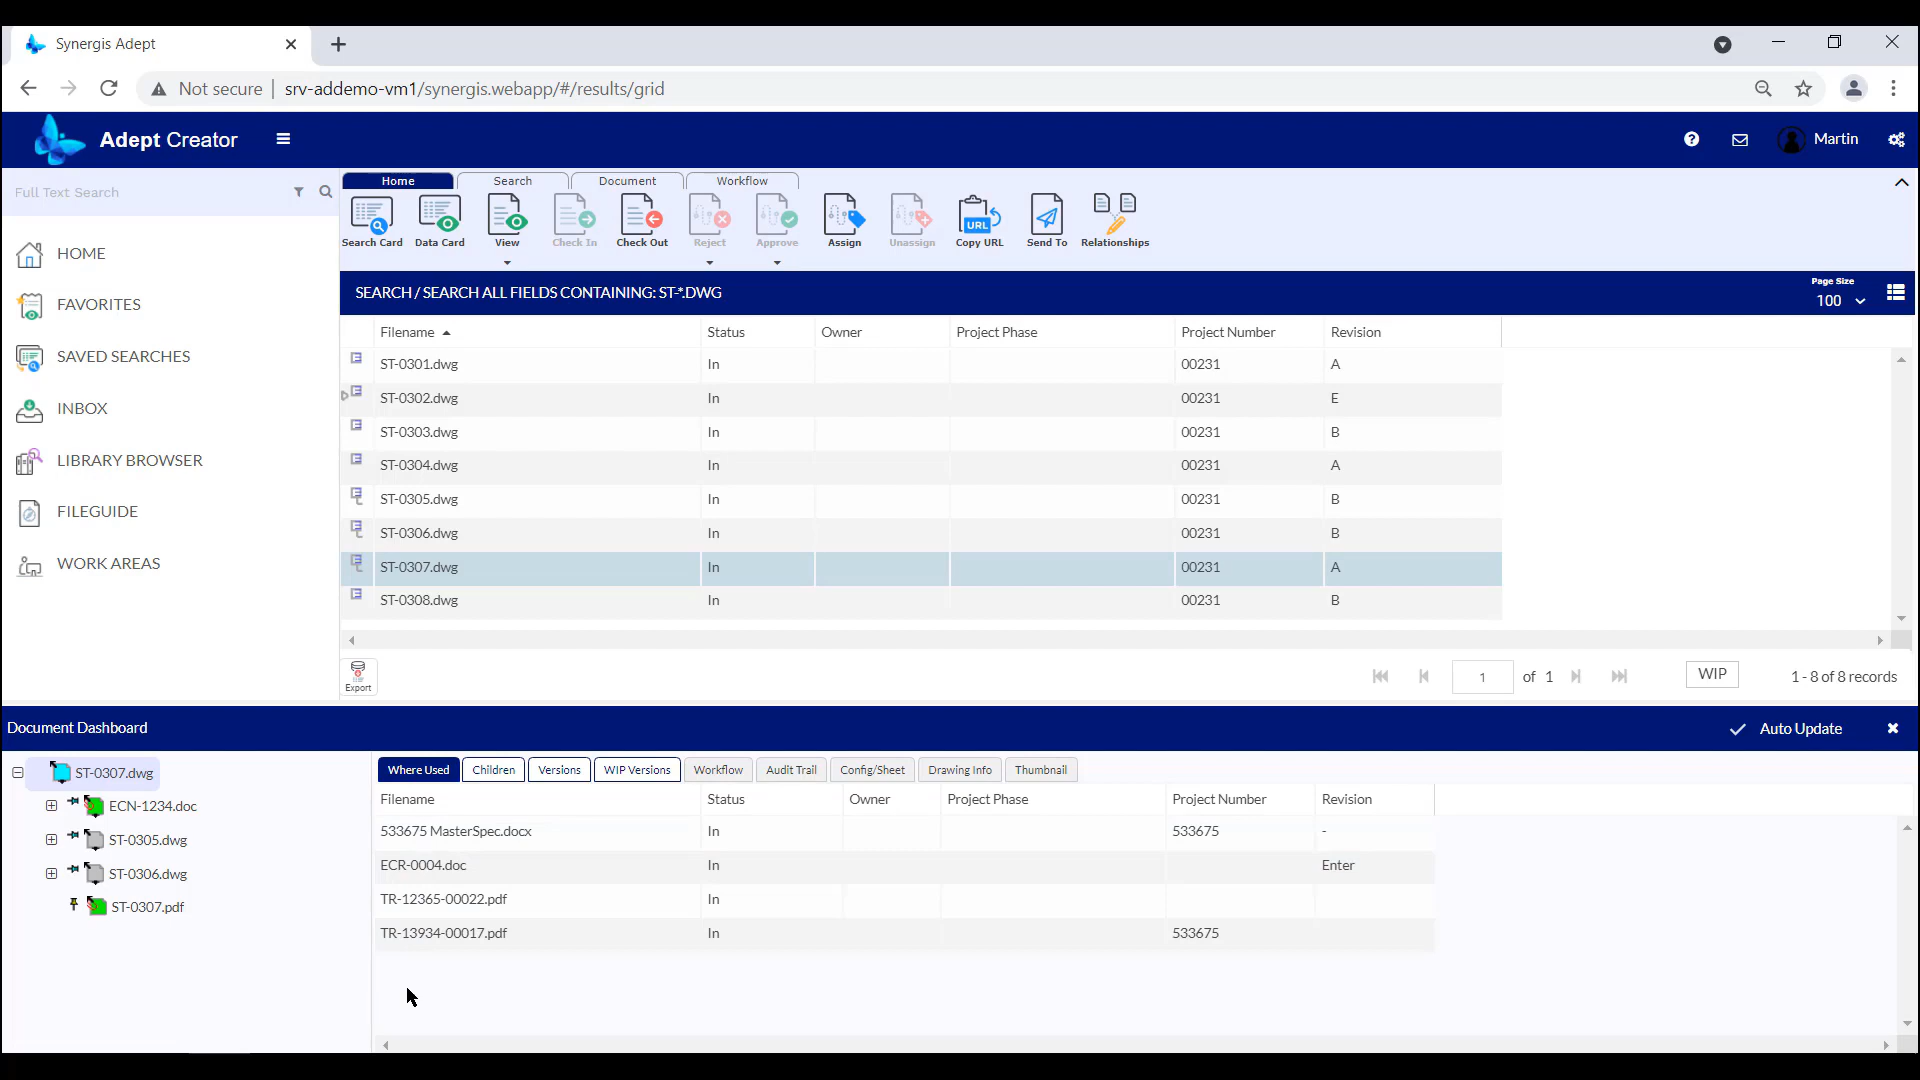 Synergis Adept
Not secure | srv-addemo-vm1/synergis.webapp/#/results/grid
Adept Creator
Martin
Full Text Search
Home Search Document Workflow
Search Card Data Card View Check In Check Out Reject Approve Assign Unassign Copy URL Send To Relationships
URL
HOME
FAVORITES
SAVED SEARCHES
INBOX
LIBRARY BROWSER
FILEGUIDE
WORK AREAS
SEARCH / SEARCH ALL FIELDS CONTAINING: ST-*.DWG
Page Size
100
Filename Status Owner Project Phase Project Number Revision
ST-0301.dwg In 00231 A
ST-0302.dwg In 00231 E
ST-0303.dwg In 00231 B
ST-0304.dwg In 00231 A
ST-0305.dwg In 00231 B
ST-0306.dwg In 00231 B
ST-0307.dwg In 00231 A
ST-0308.dwg In 00231 B
Export
1 of 1 WIP 1 - 8 of 8 records
Document Dashboard
Auto Update
ST-0307.dwg
ECN-1234.doc
ST-0305.dwg
ST-0306.dwg
ST-0307.pdf
Where Used Children Versions WIP Versions Workflow Audit Trail Config/Sheet Drawing Info Thumbnail
Filename Status Owner Project Phase Project Number Revision
533675 MasterSpec.docx In 533675 -
ECR-0004.doc In Enter
TR-12365-00022.pdf In
TR-13934-00017.pdf In 533675